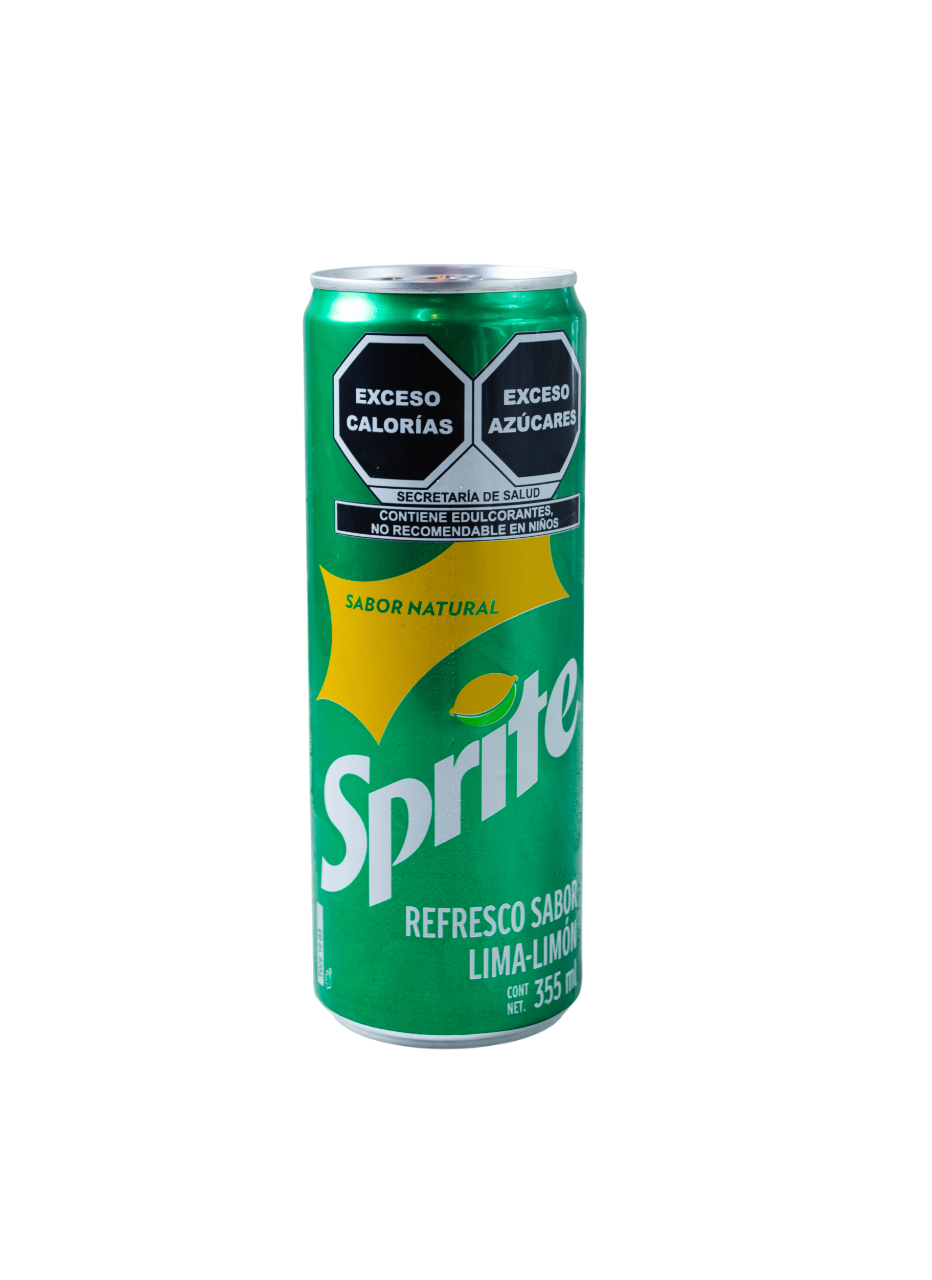 EXCESO
CALORÍAS
EXCESO
AZÚCARES
SECRETARÍA DE SALUD
CONTIENE EDULCORANTES,
NO RECOMENDABLE EN NIÑOS
SABOR NATURAL
Sprite
REFRESCO SABOR
LIMA-LIMÓN
CONT
NET.
355 ml